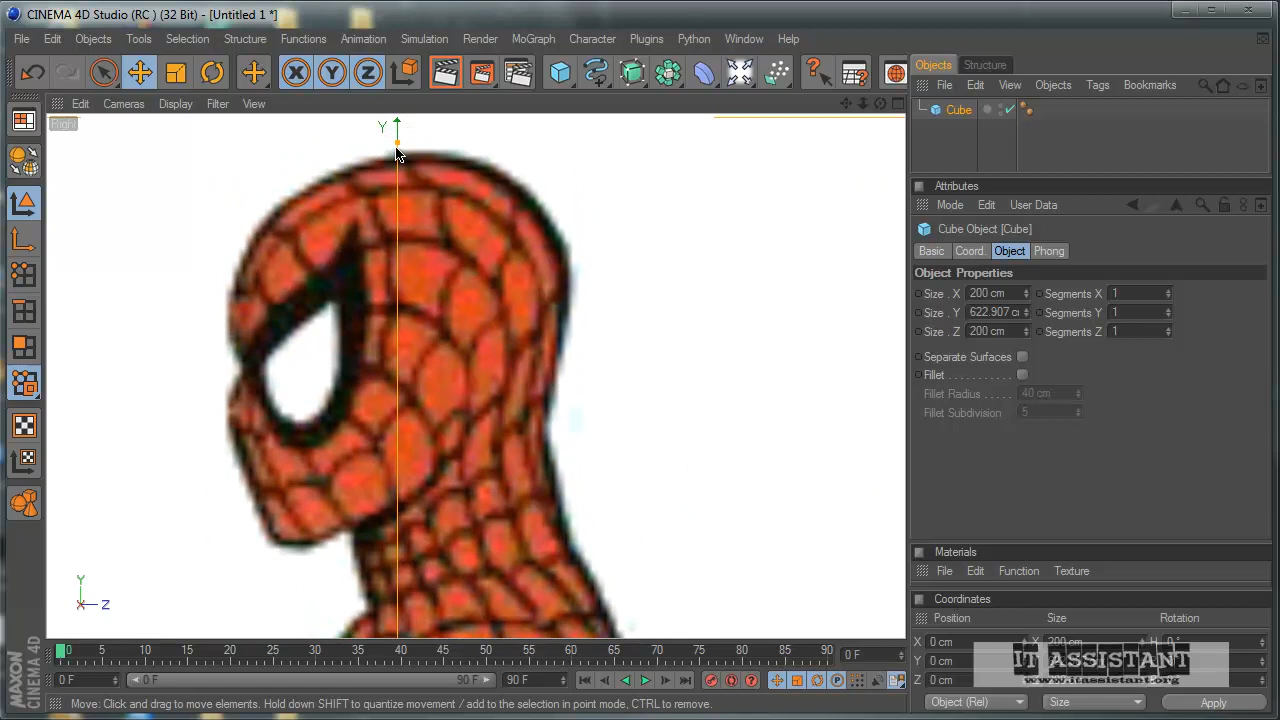 CINEMA 4D Studio (RC ) (32 Bit) - [Untitled 1 *]
File Edit Objects Tools Selection Structure Functions Animation Simulation Render MoGraph Character Plugins Python Window Help
Objects Structure
File Edit View Objects Tags Bookmarks
Edit Cameras Display Filter View
Right
Y
Cube
Attributes
Mode Edit User Data
Cube Object [Cube]
Basic Coord. Object Phong
Object Properties
Size . X 200 cm Segments X 1
Size . Y 622.907 c Segments Y 1
Size . Z 200 cm Segments Z 1
Separate Surfaces
Fillet . . . . . . . . . . .
Fillet Radius . . . . . 40 cm
Fillet Subdivision 5
Materials
File Edit Function Texture
Coordinates
Position Size Rotation
X 0 cm X 200 cm H 0 °
Y 0 cm
Z 0 cm
Object (Rel) Size Apply
Y
Z
0 5 10 15 20 25 30 35 40 45 50 55 60 65 70 75 80 85 90 0 F
0 F 0 F 90 F 90 F
Move: Click and drag to move elements. Hold down SHIFT to quantize movement / add to the selection in point mode, CTRL to remove.
MAXON
CINEMA 4D
IT ASSISTANT
www.itassistant.org